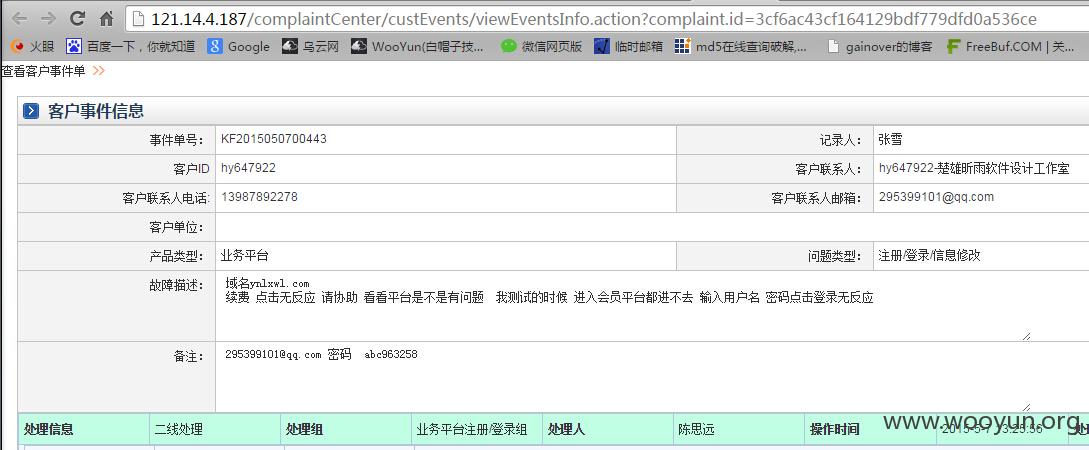 121.14.4.187/complaintCenter/custEvents/viewEventsInfo.action?complaint.id=3cf6ac43cf164129bdf779dfd0a536ce
火眼 百度一下，你就知道 Google 乌云网 WooYun(白帽子技... 微信网页版 临时邮箱 md5在线查询破解,... gainover的博客 FreeBuf.COM | 关...
查看客户事件单
客户事件信息
事件单号： KF2015050700443 记录人： 张雪
客户ID hy647922 客户联系人： hy647922-楚雄昕雨软件设计工作室
客户联系人电话： 13987892278 客户联系人邮箱： 295399101@qq.com
客户单位：
产品类型： 业务平台 问题类型： 注册/登录/信息修改
故障描述： 域名ynlxwl.com
续费 点击无反应 请协助 看看平台是不是有问题 我测试的时候 进入会员平台都进不去 输入用户名 密码点击登录无反应
备注： 295399101@qq.com 密码 abc963258
处理信息 二线处理 处理组 业务平台注册/登录组 处理人 陈思远 操作时间 2015-5-7 13:25:56
www.wooyun.org